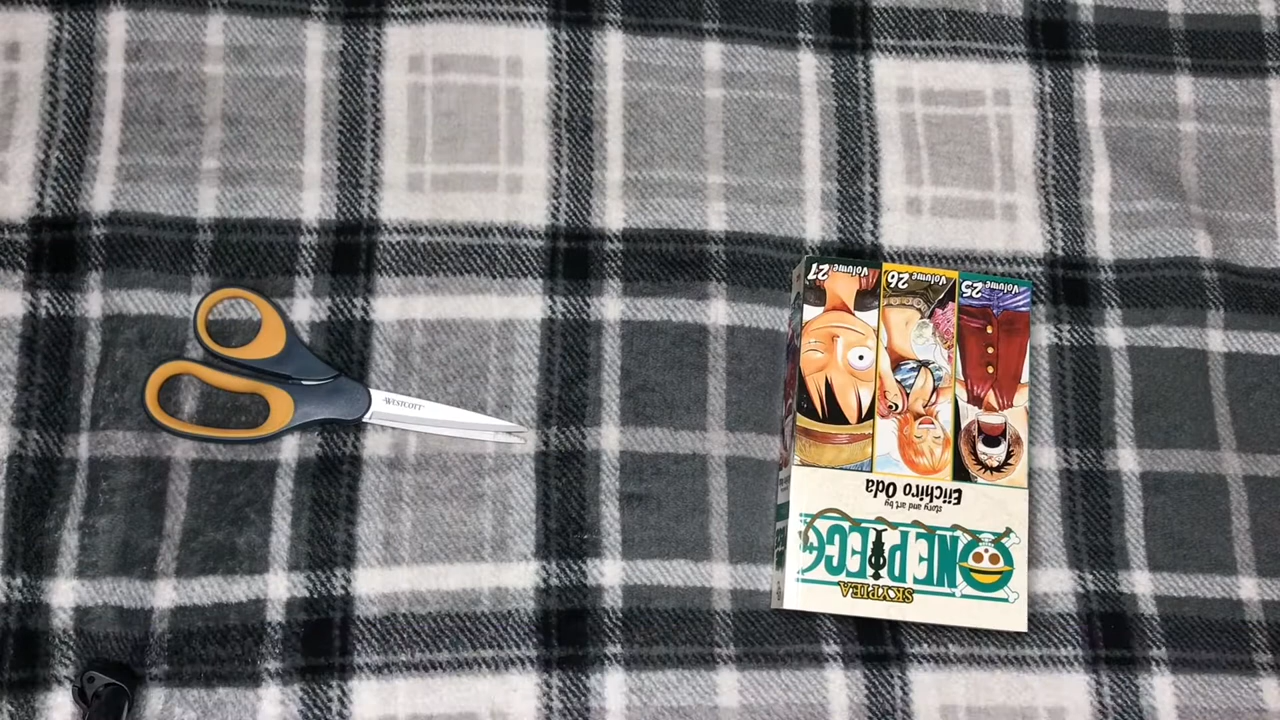 WESTCOTT
SKYPIEA
ONE PIECE
story and art by
Eiichiro Oda
Volume 25
Volume 26
Volume 27